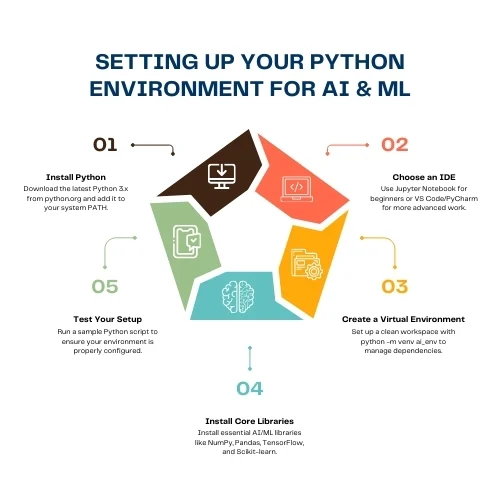 SETTING UP YOUR PYTHON
ENVIRONMENT FOR AI & ML
01
Install Python
Download the latest Python 3.x
from python.org and add it to
your system PATH.
02
Choose an IDE
Use Jupyter Notebook for
beginners or VS Code/PyCharm
for more advanced work.
03
Create a Virtual Environment
Set up a clean workspace with
python -m venv ai_env to
manage dependencies.
04
Install Core Libraries
Install essential AI/ML libraries
like NumPy, Pandas, TensorFlow,
and Scikit-learn.
05
Test Your Setup
Run a sample Python script to
ensure your environment is
properly configured.